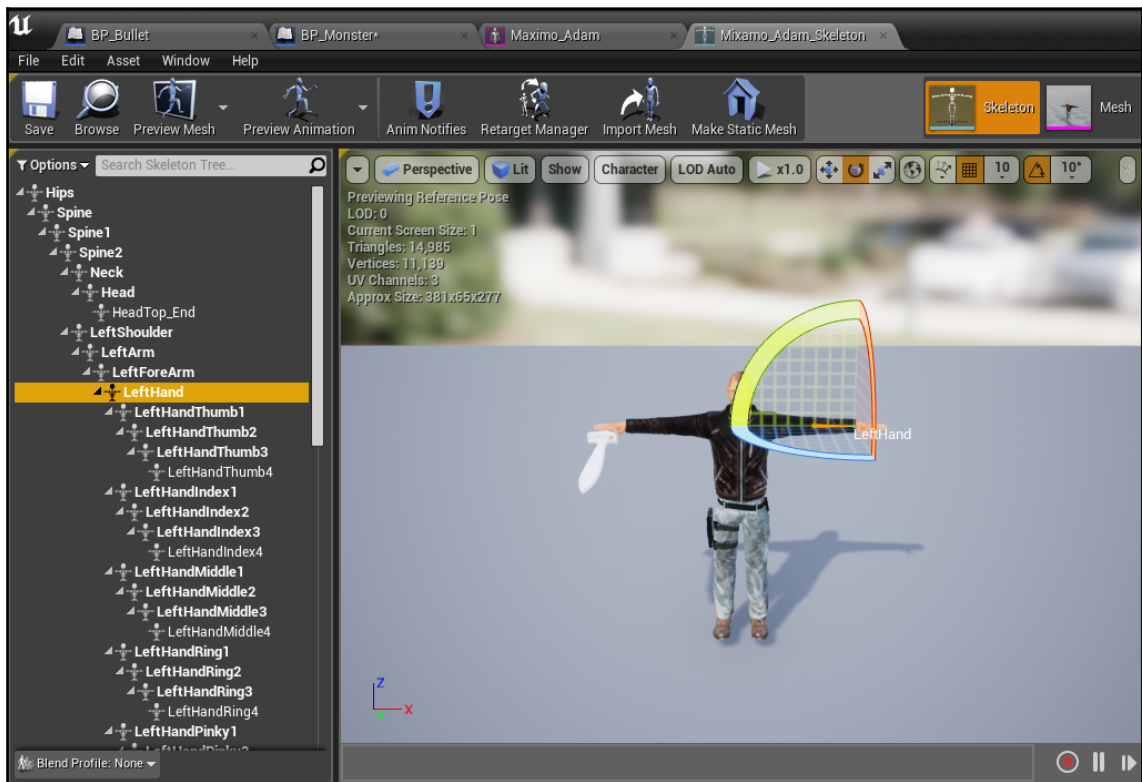 BP_Bullet
BP_Monster*
Maximo_Adam
Mixamo_Adam_Skeleton
File Edit Asset Window Help
Save Browse Preview Mesh Preview Animation Anim Notifies Retarget Manager Import Mesh Make Static Mesh Skeleton Mesh
Options Search Skeleton Tree...
Perspective Lit Show Character LOD Auto x1.0 10 10°
Hips
Spine
Spine1
Spine2
Neck
Head
HeadTop_End
LeftShoulder
LeftArm
LeftForeArm
LeftHand
LeftHandThumb1
LeftHandThumb2
LeftHandThumb3
LeftHandThumb4
LeftHandIndex1
LeftHandIndex2
LeftHandIndex3
LeftHandIndex4
LeftHandMiddle1
LeftHandMiddle2
LeftHandMiddle3
LeftHandMiddle4
LeftHandRing1
LeftHandRing2
LeftHandRing3
LeftHandRing4
LeftHandPinky1
Blend Profile: None
Previewing Reference Pose
LOD: 0
Current Screen Size: 1
Triangles: 14,985
Vertices: 11,139
UV Channels: 3
Approx Size: 381x65x277
LeftHand
Z
Y
X